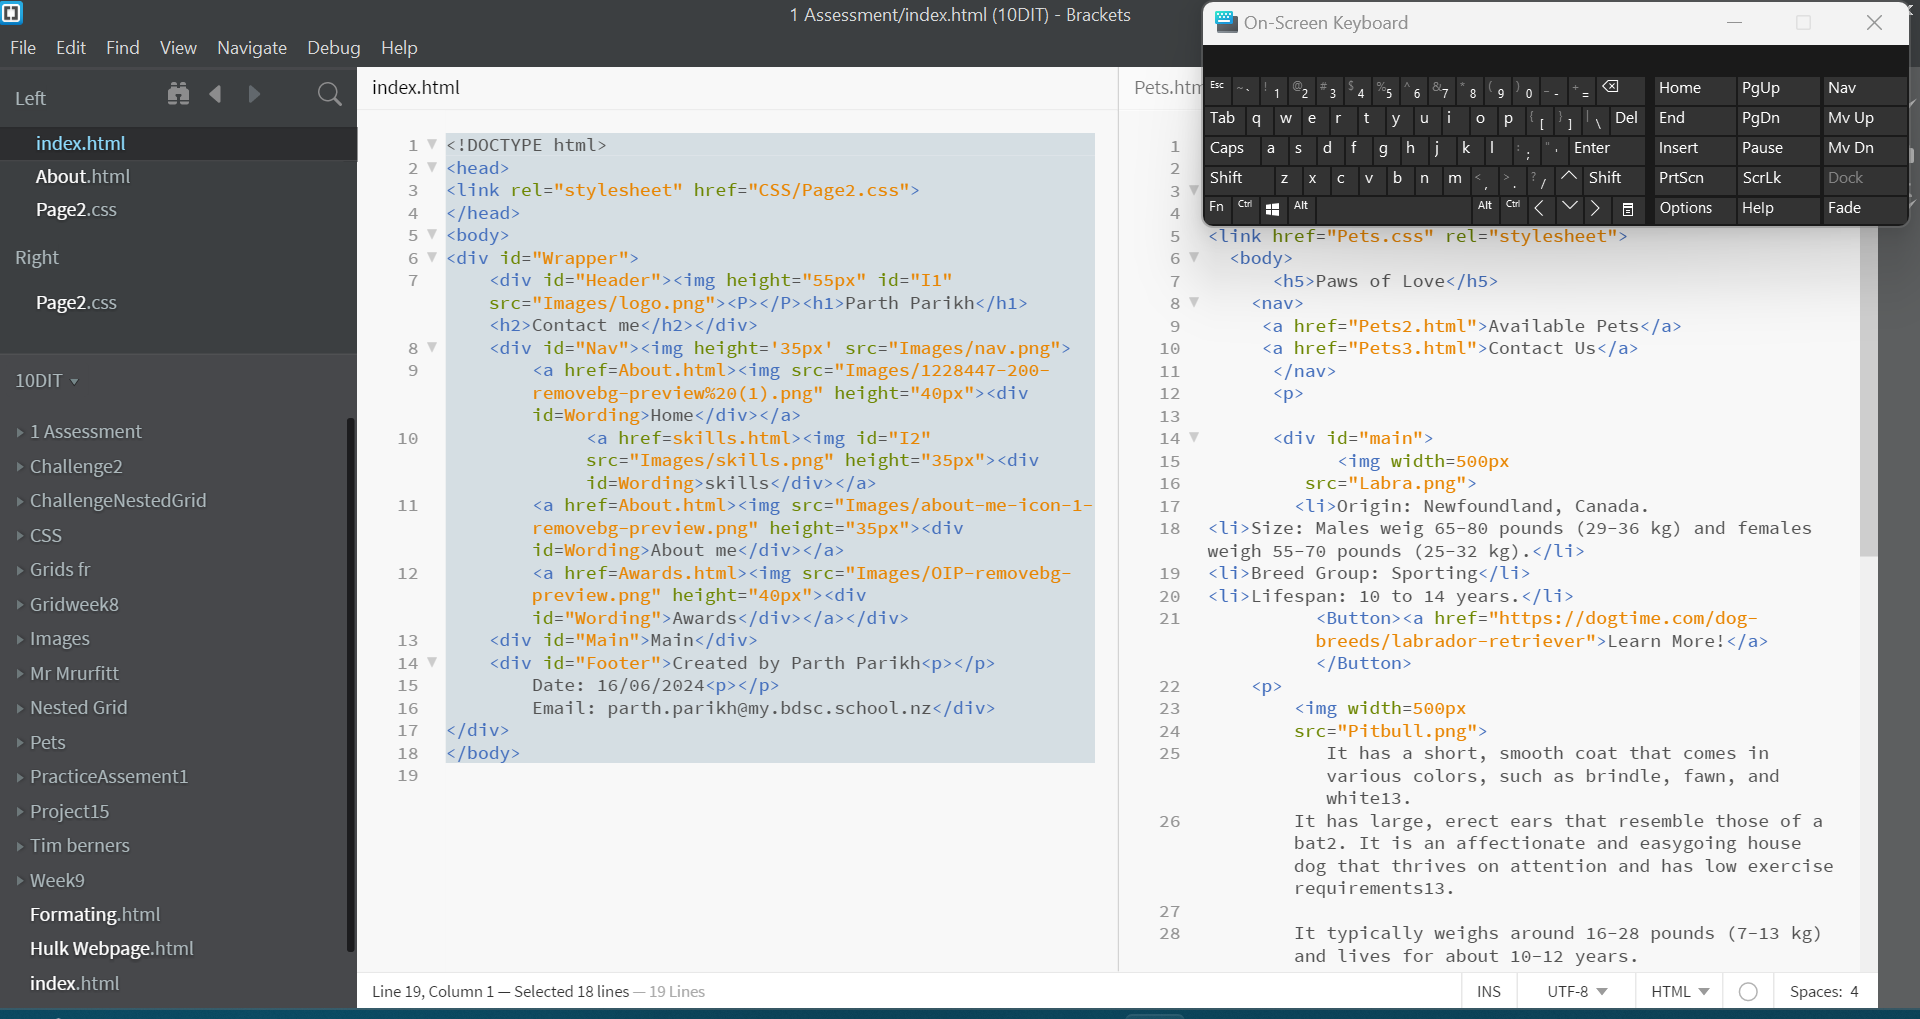 1 Assessment/index.html (10DIT) - Brackets
File Edit Find View Navigate Debug Help
Left
index.html
About.html
Page2.css
Right
Page2.css
10DIT
1 Assessment
Challenge2
ChallengeNestedGrid
CSS
Grids fr
Gridweek8
Images
Mr Mrurfitt
Nested Grid
Pets
PracticeAssement1
Project15
Tim berners
Week9
Formating.html
Hulk Webpage.html
index.html
index.html
1 <!DOCTYPE html>
2 <head>
3 <link rel="stylesheet" href="CSS/Page2.css">
4 </head>
5 <body>
6 <div id="Wrapper">
7 <div id="Header"><img height="55px" id="I1"
src="Images/logo.png"><P></P><h1>Parth Parikh</h1>
<h2>Contact me</h2></div>
8 <div id="Nav"><img height='35px' src="Images/nav.png">
9 <a href=About.html><img src="Images/1228447-200-
removebg-preview%20(1).png" height="40px"><div
id=Wording>Home</div></a>
10 <a href=skills.html><img id="I2"
src="Images/skills.png" height="35px"><div
id=Wording>skills</div></a>
11 <a href=About.html><img src="Images/about-me-icon-1-
removebg-preview.png" height="35px"><div
id=Wording>About me</div></a>
12 <a href=Awards.html><img src="Images/OIP-removebg-
preview.png" height="40px"><div
id="Wording">Awards</div></a></div>
13 <div id="Main">Main</div>
14 <div id="Footer">Created by Parth Parikh<p></p>
15 Date: 16/06/2024<p></p>
16 Email: parth.parikh@my.bdsc.school.nz</div>
17 </div>
18 </body>
19
Pets.htm
1
2
3
4
5 <link href="Pets.css" rel="stylesheet">
6 <body>
7 <h5>Paws of Love</h5>
8 <nav>
9 <a href="Pets2.html">Available Pets</a>
10 <a href="Pets3.html">Contact Us</a>
11 </nav>
12 <p>
13
14 <div id="main">
15 <img width=500px
16 src="Labra.png">
17 <li>Origin: Newfoundland, Canada.
18 <li>Size: Males weig 65-80 pounds (29-36 kg) and females
weigh 55-70 pounds (25-32 kg).</li>
19 <li>Breed Group: Sporting</li>
20 <li>Lifespan: 10 to 14 years.</li>
21 <Button><a href="https://dogtime.com/dog-
breeds/labrador-retriever">Learn More!</a>
</Button>
22 <p>
23 <img width=500px
24 src="Pitbull.png">
25 It has a short, smooth coat that comes in
various colors, such as brindle, fawn, and
white13.
26 It has large, erect ears that resemble those of a
bat2. It is an affectionate and easygoing house
dog that thrives on attention and has low exercise
requirements13.
27
28 It typically weighs around 16-28 pounds (7-13 kg)
and lives for about 10-12 years.
On-Screen Keyboard
Esc ~ ` ! 1 @ 2 # 3 $ 4 % 5 ^ 6 & 7 * 8 ( 9 ) 0 _ - + = Home PgUp Nav
Tab q w e r t y u i o p { [ } ] | \ Del End PgDn Mv Up
Caps a s d f g h j k l : ; " ' Enter Insert Pause Mv Dn
Shift z x c v b n m < , > . ? / Shift PrtScn ScrLk Dock
Fn Ctrl Alt Alt Ctrl Options Help Fade
Line 19, Column 1 — Selected 18 lines — 19 Lines
INS UTF-8 HTML Spaces: 4